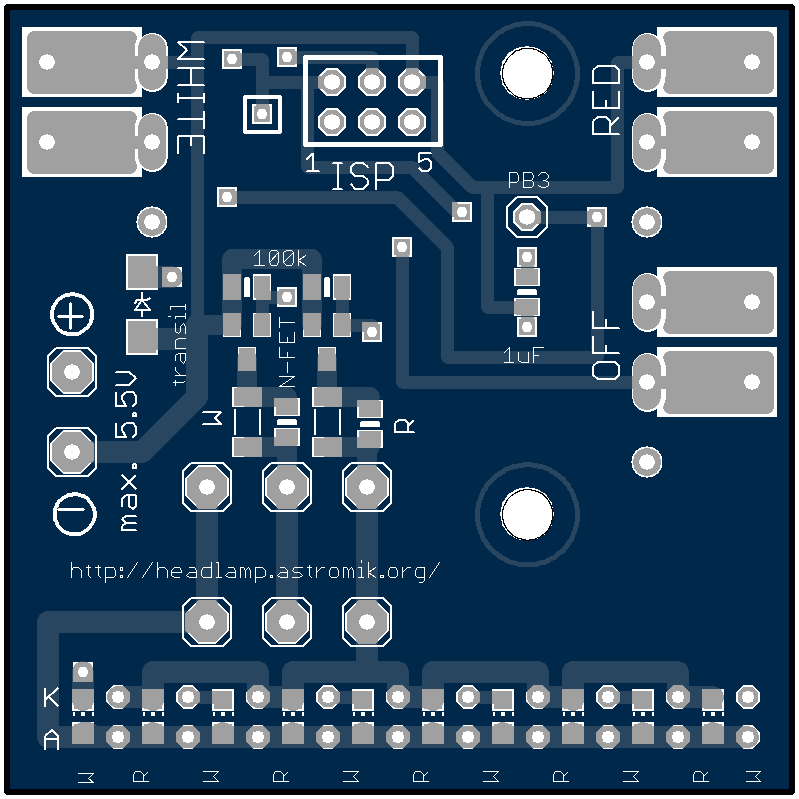 WHITE
RED
1 5
ISP
PB3
100k
+
transil
N-FET
1uF
OFF
max. 5.5V
W
R
-
http://headlamp.astromik.org/
K
A
W R W R W R W R W W